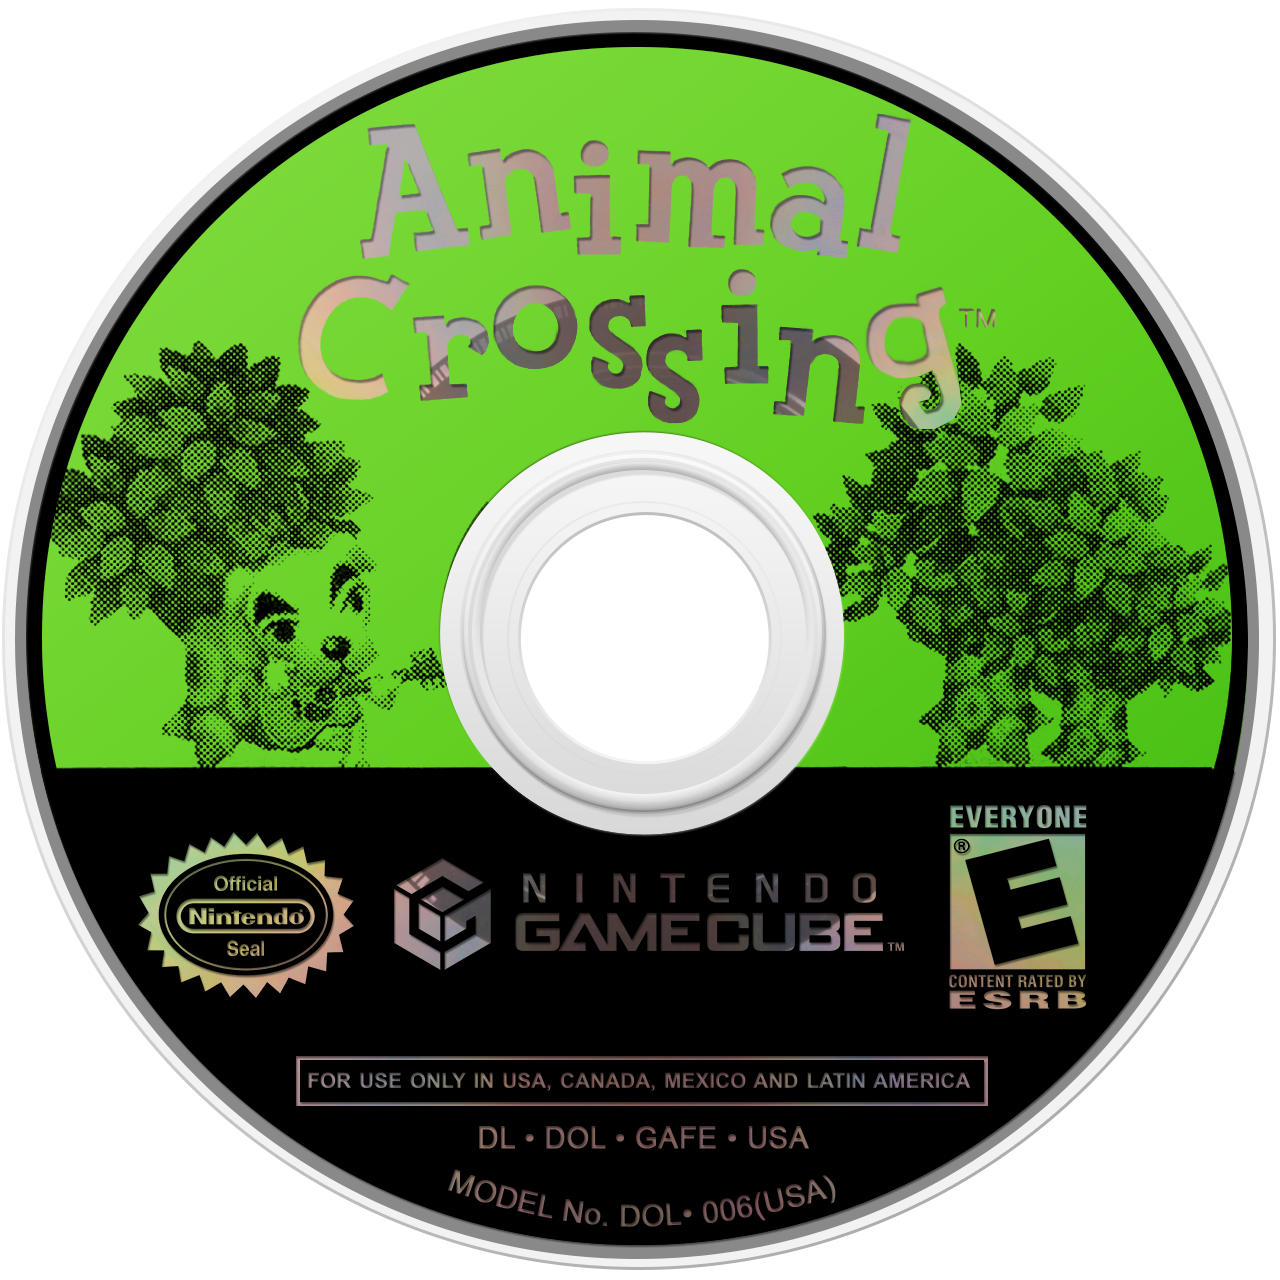 Animal
Crossing™
EVERYONE
®
E
CONTENT RATED BY
ESRB
Official
Nintendo®
Seal
NINTENDO
GAMECUBE™
FOR USE ONLY IN USA, CANADA, MEXICO AND LATIN AMERICA
DL • DOL • GAFE • USA
MODEL No. DOL• 006(USA)